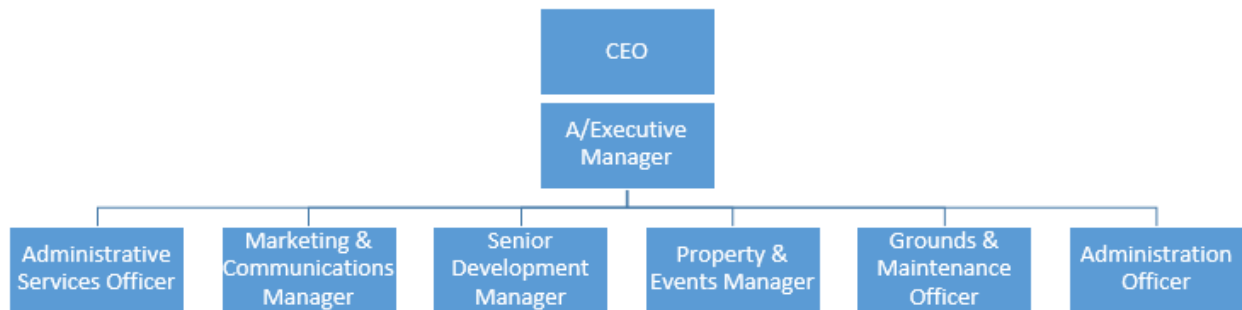 CEO
A/Executive
Manager
Administrative
Services Officer
Marketing &
Communications
Manager
Senior
Development
Manager
Property &
Events Manager
Grounds &
Maintenance
Officer
Administration
Officer